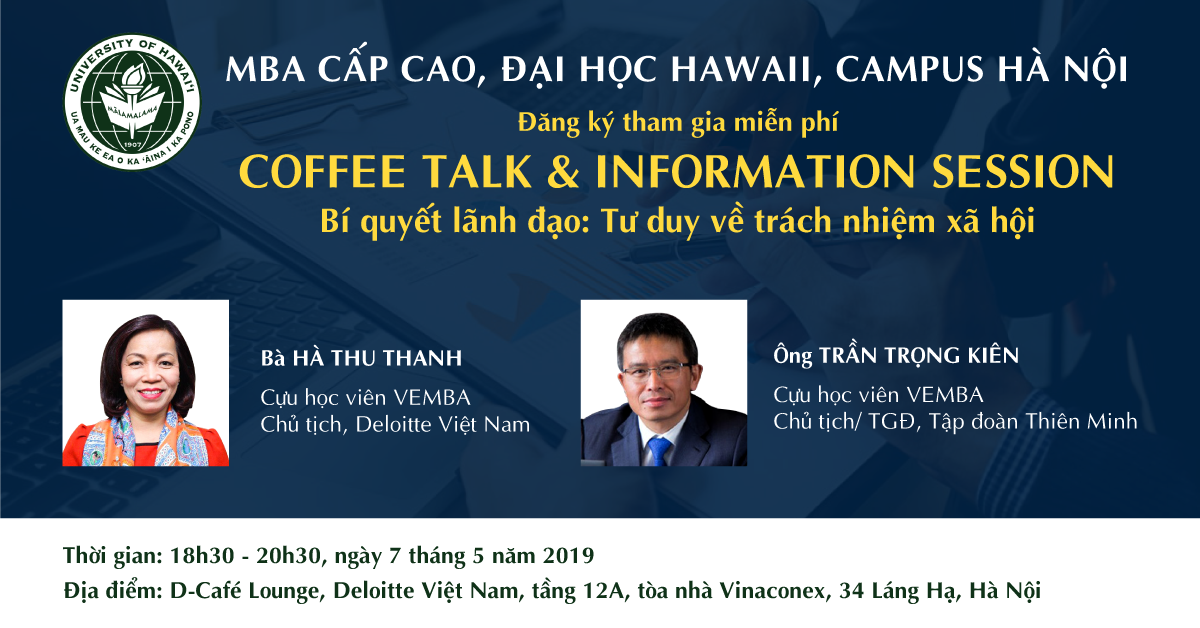 UNIVERSITY OF HAWAI'I
MĀLAMALAMA
1907
UA MAU KE EA O KA ʻĀINA I KA PONO
MBA CẤP CAO, ĐẠI HỌC HAWAII, CAMPUS HÀ NỘI
Đăng ký tham gia miễn phí
COFFEE TALK & INFORMATION SESSION
Bí quyết lãnh đạo: Tư duy về trách nhiệm xã hội
Bà HÀ THU THANH
Cựu học viên VEMBA
Chủ tịch, Deloitte Việt Nam
Ông TRẦN TRỌNG KIÊN
Cựu học viên VEMBA
Chủ tịch/ TGĐ, Tập đoàn Thiên Minh
Thời gian: 18h30 - 20h30, ngày 7 tháng 5 năm 2019
Địa điểm: D-Café Lounge, Deloitte Việt Nam, tầng 12A, tòa nhà Vinaconex, 34 Láng Hạ, Hà Nội